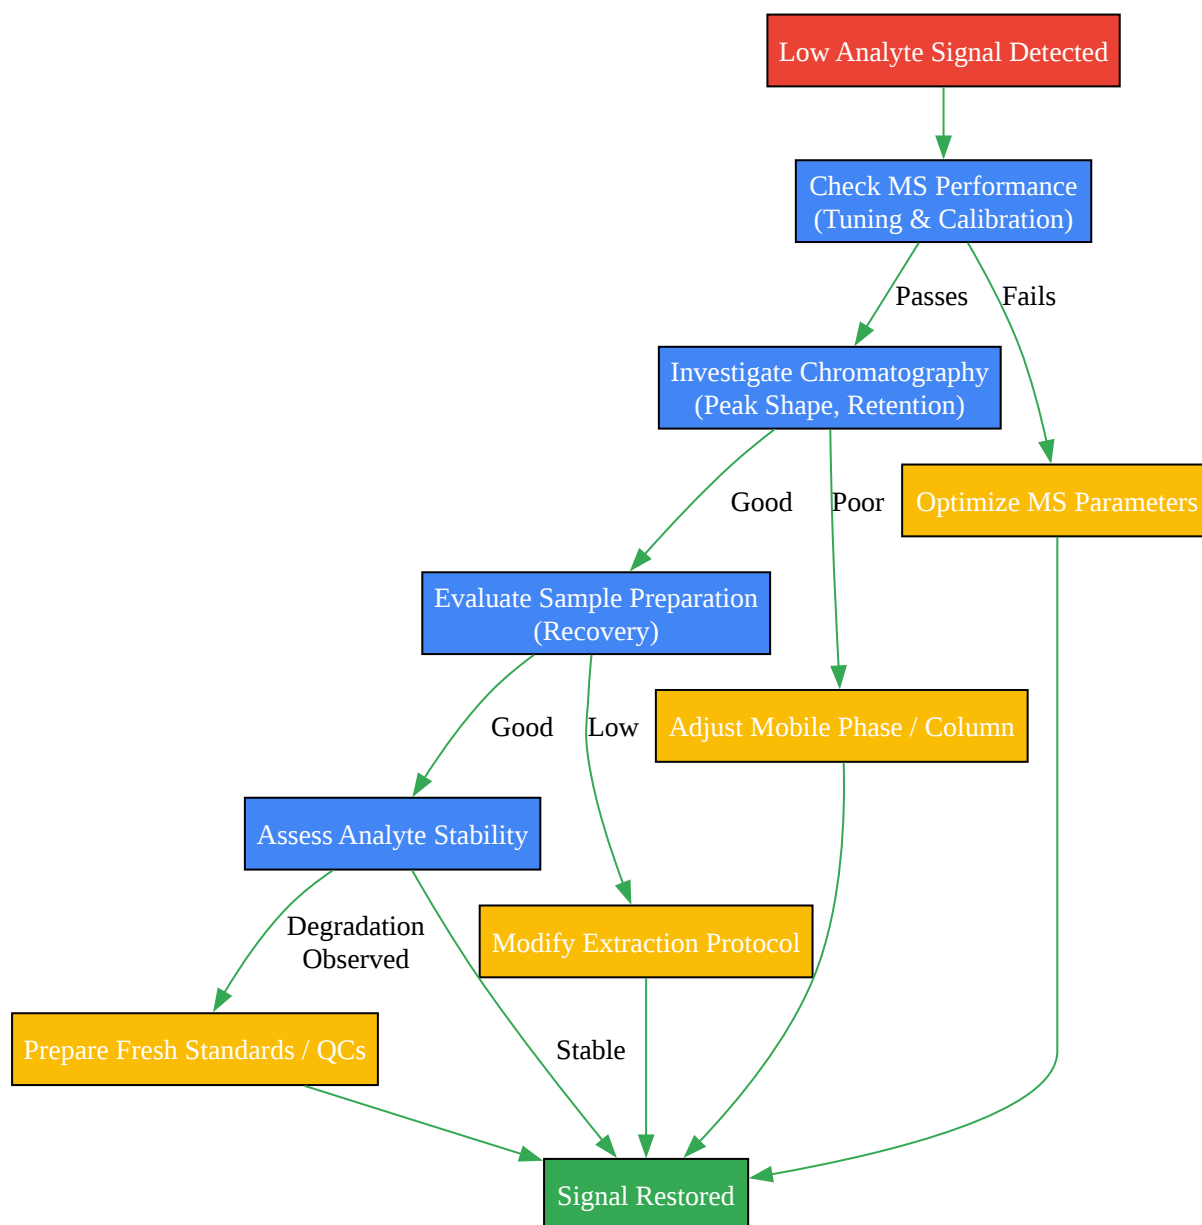 Low Analyte Signal Detected
Check MS Performance
(Tuning & Calibration)
Passes
Fails
Investigate Chromatography
(Peak Shape, Retention)
Good
Poor
Optimize MS Parameters
Evaluate Sample Preparation
(Recovery)
Good
Low
Adjust Mobile Phase / Column
Assess Analyte Stability
Degradation
Observed
Modify Extraction Protocol
Prepare Fresh Standards / QCs
Stable
Signal Restored